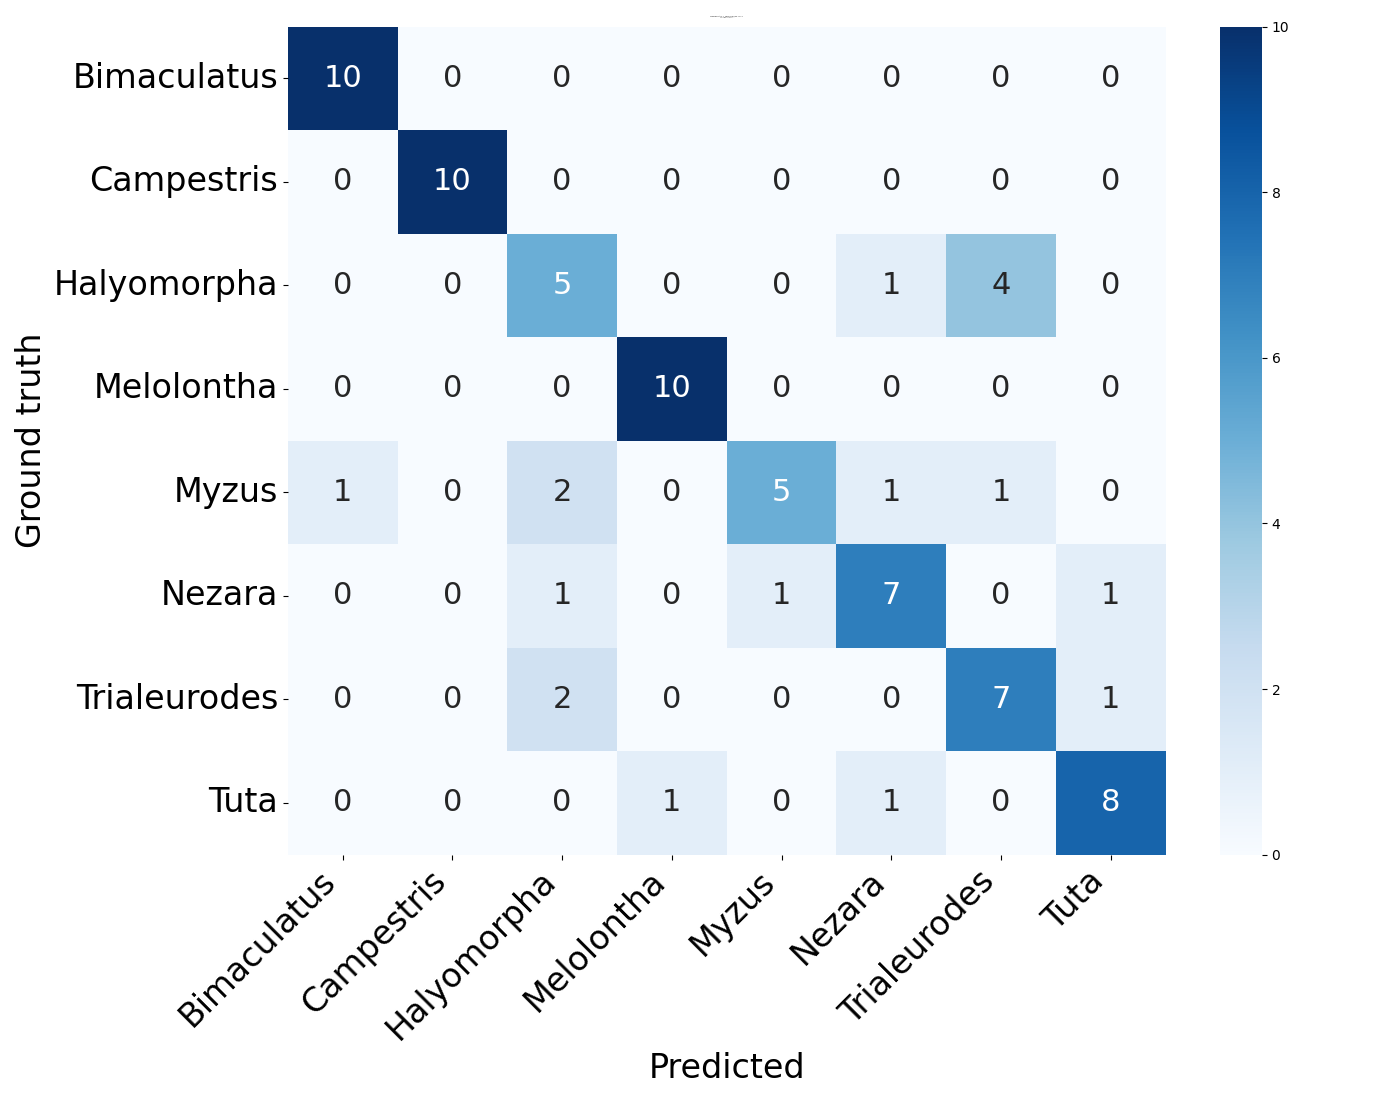 10
Bimaculatus 10 0 0 0 0 0 0 0
Campestris 0 10 0 0 0 0 0 0
8
Halyomorpha 0 0 5 0 0 1 4 0
6
Melolontha 0 0 0 10 0 0 0 0
Ground truth
Myzus 1 0 2 0 5 1 1 0
4
Nezara 0 0 1 0 1 7 0 1
2
Trialeurodes 0 0 2 0 0 0 7 1
Tuta 0 0 0 1 0 1 0 8
0
Bimaculatus
Campestris
Halyomorpha
Melolontha
Myzus
Nezara
Trialeurodes
Tuta
Predicted